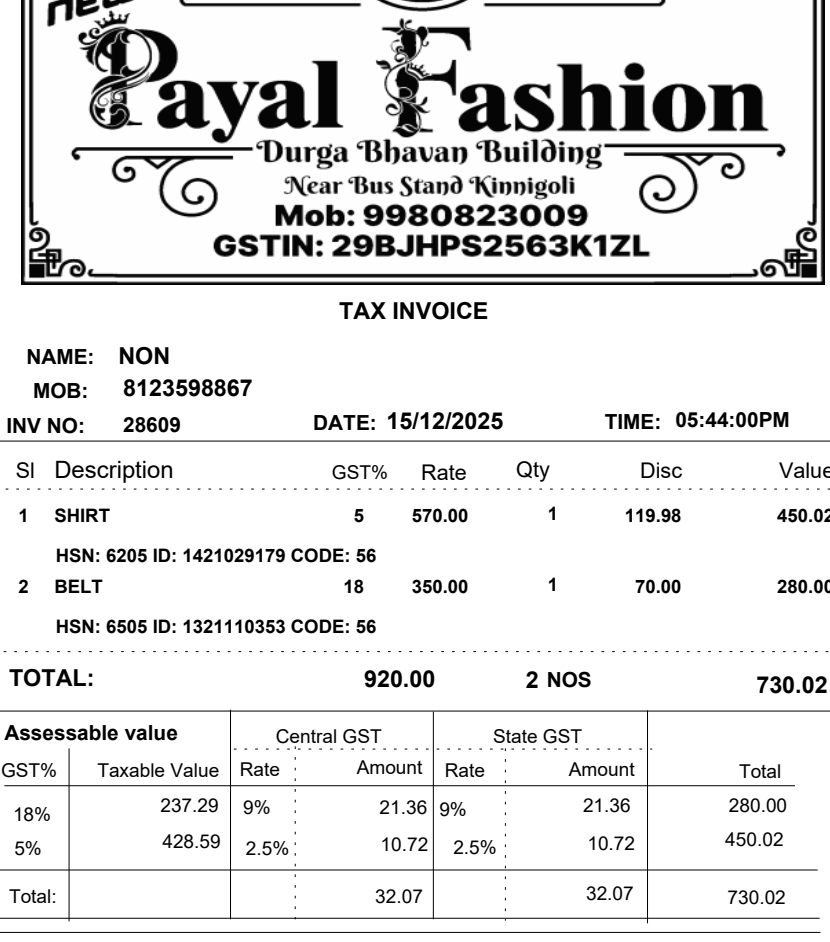 new
Payal Fashion
Durga Bhavan Building
Near Bus Stand Kinnigoli
Mob: 9980823009
GSTIN: 29BJHPS2563K1ZL
TAX INVOICE
NAME: NON
MOB: 8123598867
INV NO: 28609 DATE: 15/12/2025 TIME: 05:44:00PM
Sl Description GST% Rate Qty Disc Value
1 SHIRT 5 570.00 1 119.98 450.02
HSN: 6205 ID: 1421029179 CODE: 56
2 BELT 18 350.00 1 70.00 280.00
HSN: 6505 ID: 1321110353 CODE: 56
TOTAL: 920.00 2 NOS 730.02
Assessable value Central GST State GST
GST% Taxable Value Rate Amount Rate Amount Total
18% 237.29 9% 21.36 9% 21.36 280.00
5% 428.59 2.5% 10.72 2.5% 10.72 450.02
Total: 32.07 32.07 730.02